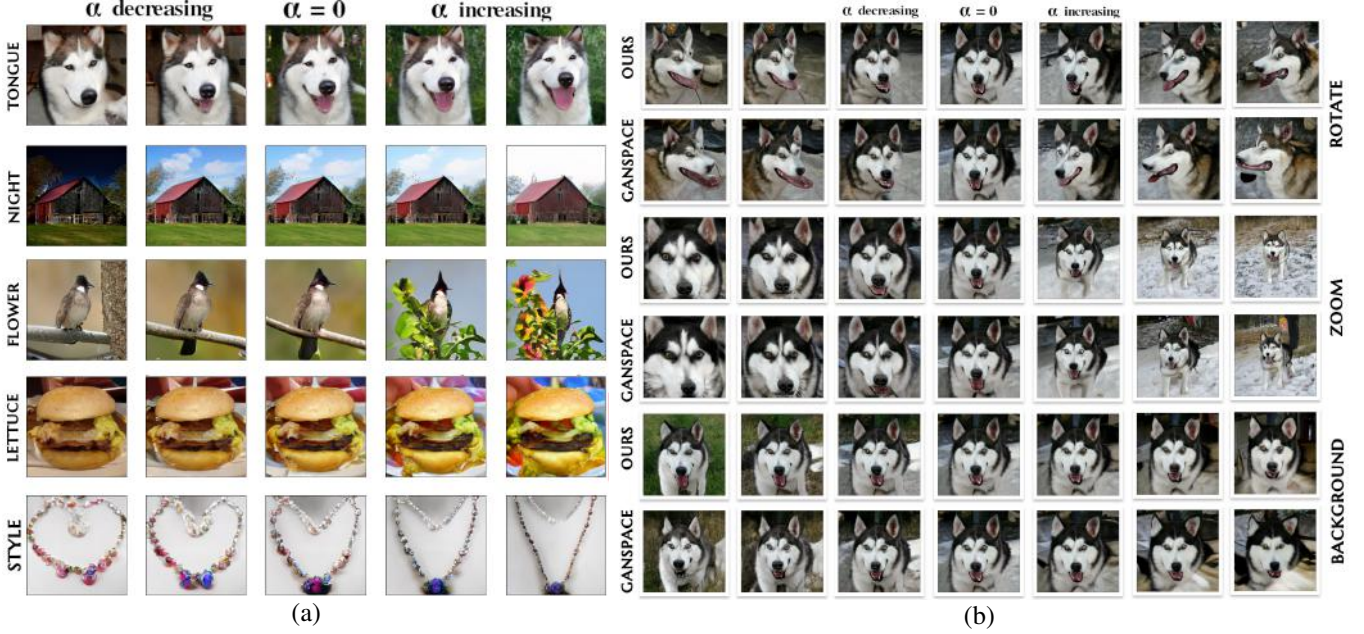 α decreasing α = 0 α increasing
TONGUE
NIGHT
FLOWER
LETTUCE
STYLE
(a)
α decreasing α = 0 α increasing
OURS
GANSPACE
ROTATE
OURS
GANSPACE
ZOOM
OURS
GANSPACE
BACKGROUND
(b)